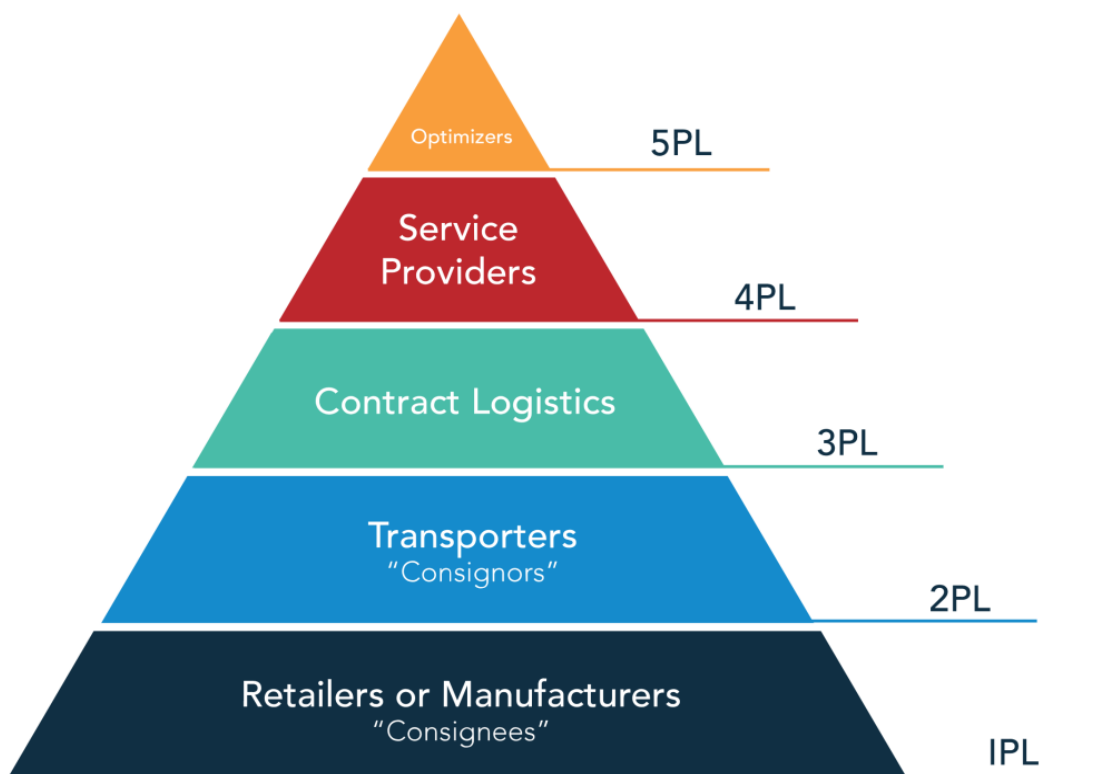 Optimizers
5PL
Service
Providers
4PL
Contract Logistics
3PL
Transporters
“Consignors”
2PL
Retailers or Manufacturers
“Consignees”
IPL